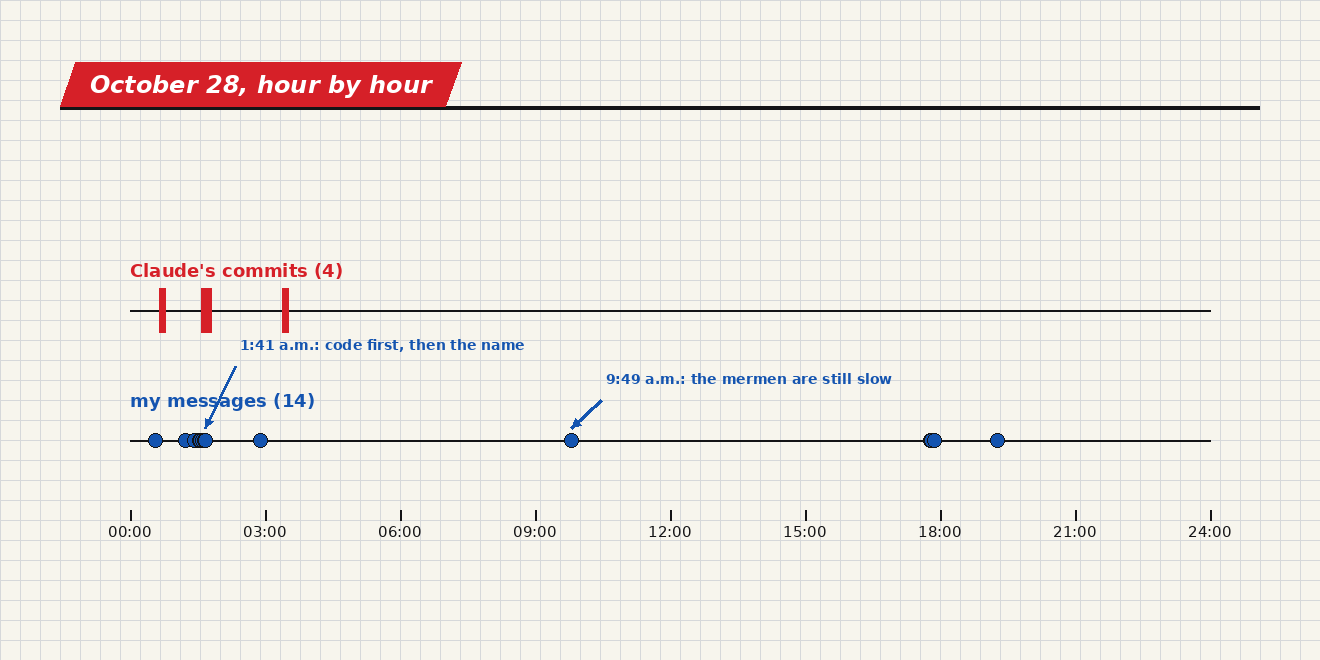 October 28, hour by hour
Claude's commits (4)
1:41 a.m.: code first, then the name
9:49 a.m.: the mermen are still slow
my messages (14)
00:00 03:00 06:00 09:00 12:00 15:00 18:00 21:00 24:00